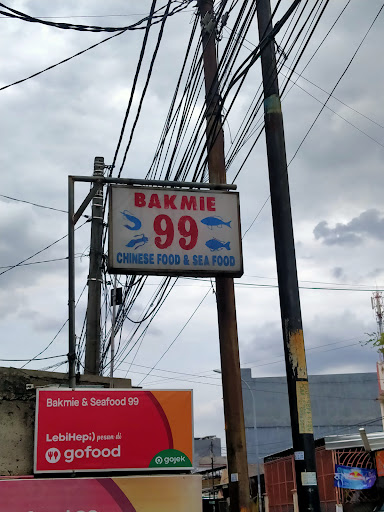 BAKMIE
99
CHINESE FOOD & SEA FOOD
Bakmie & Seafood 99
LebiHepi;) pesan di
gofood
gojek